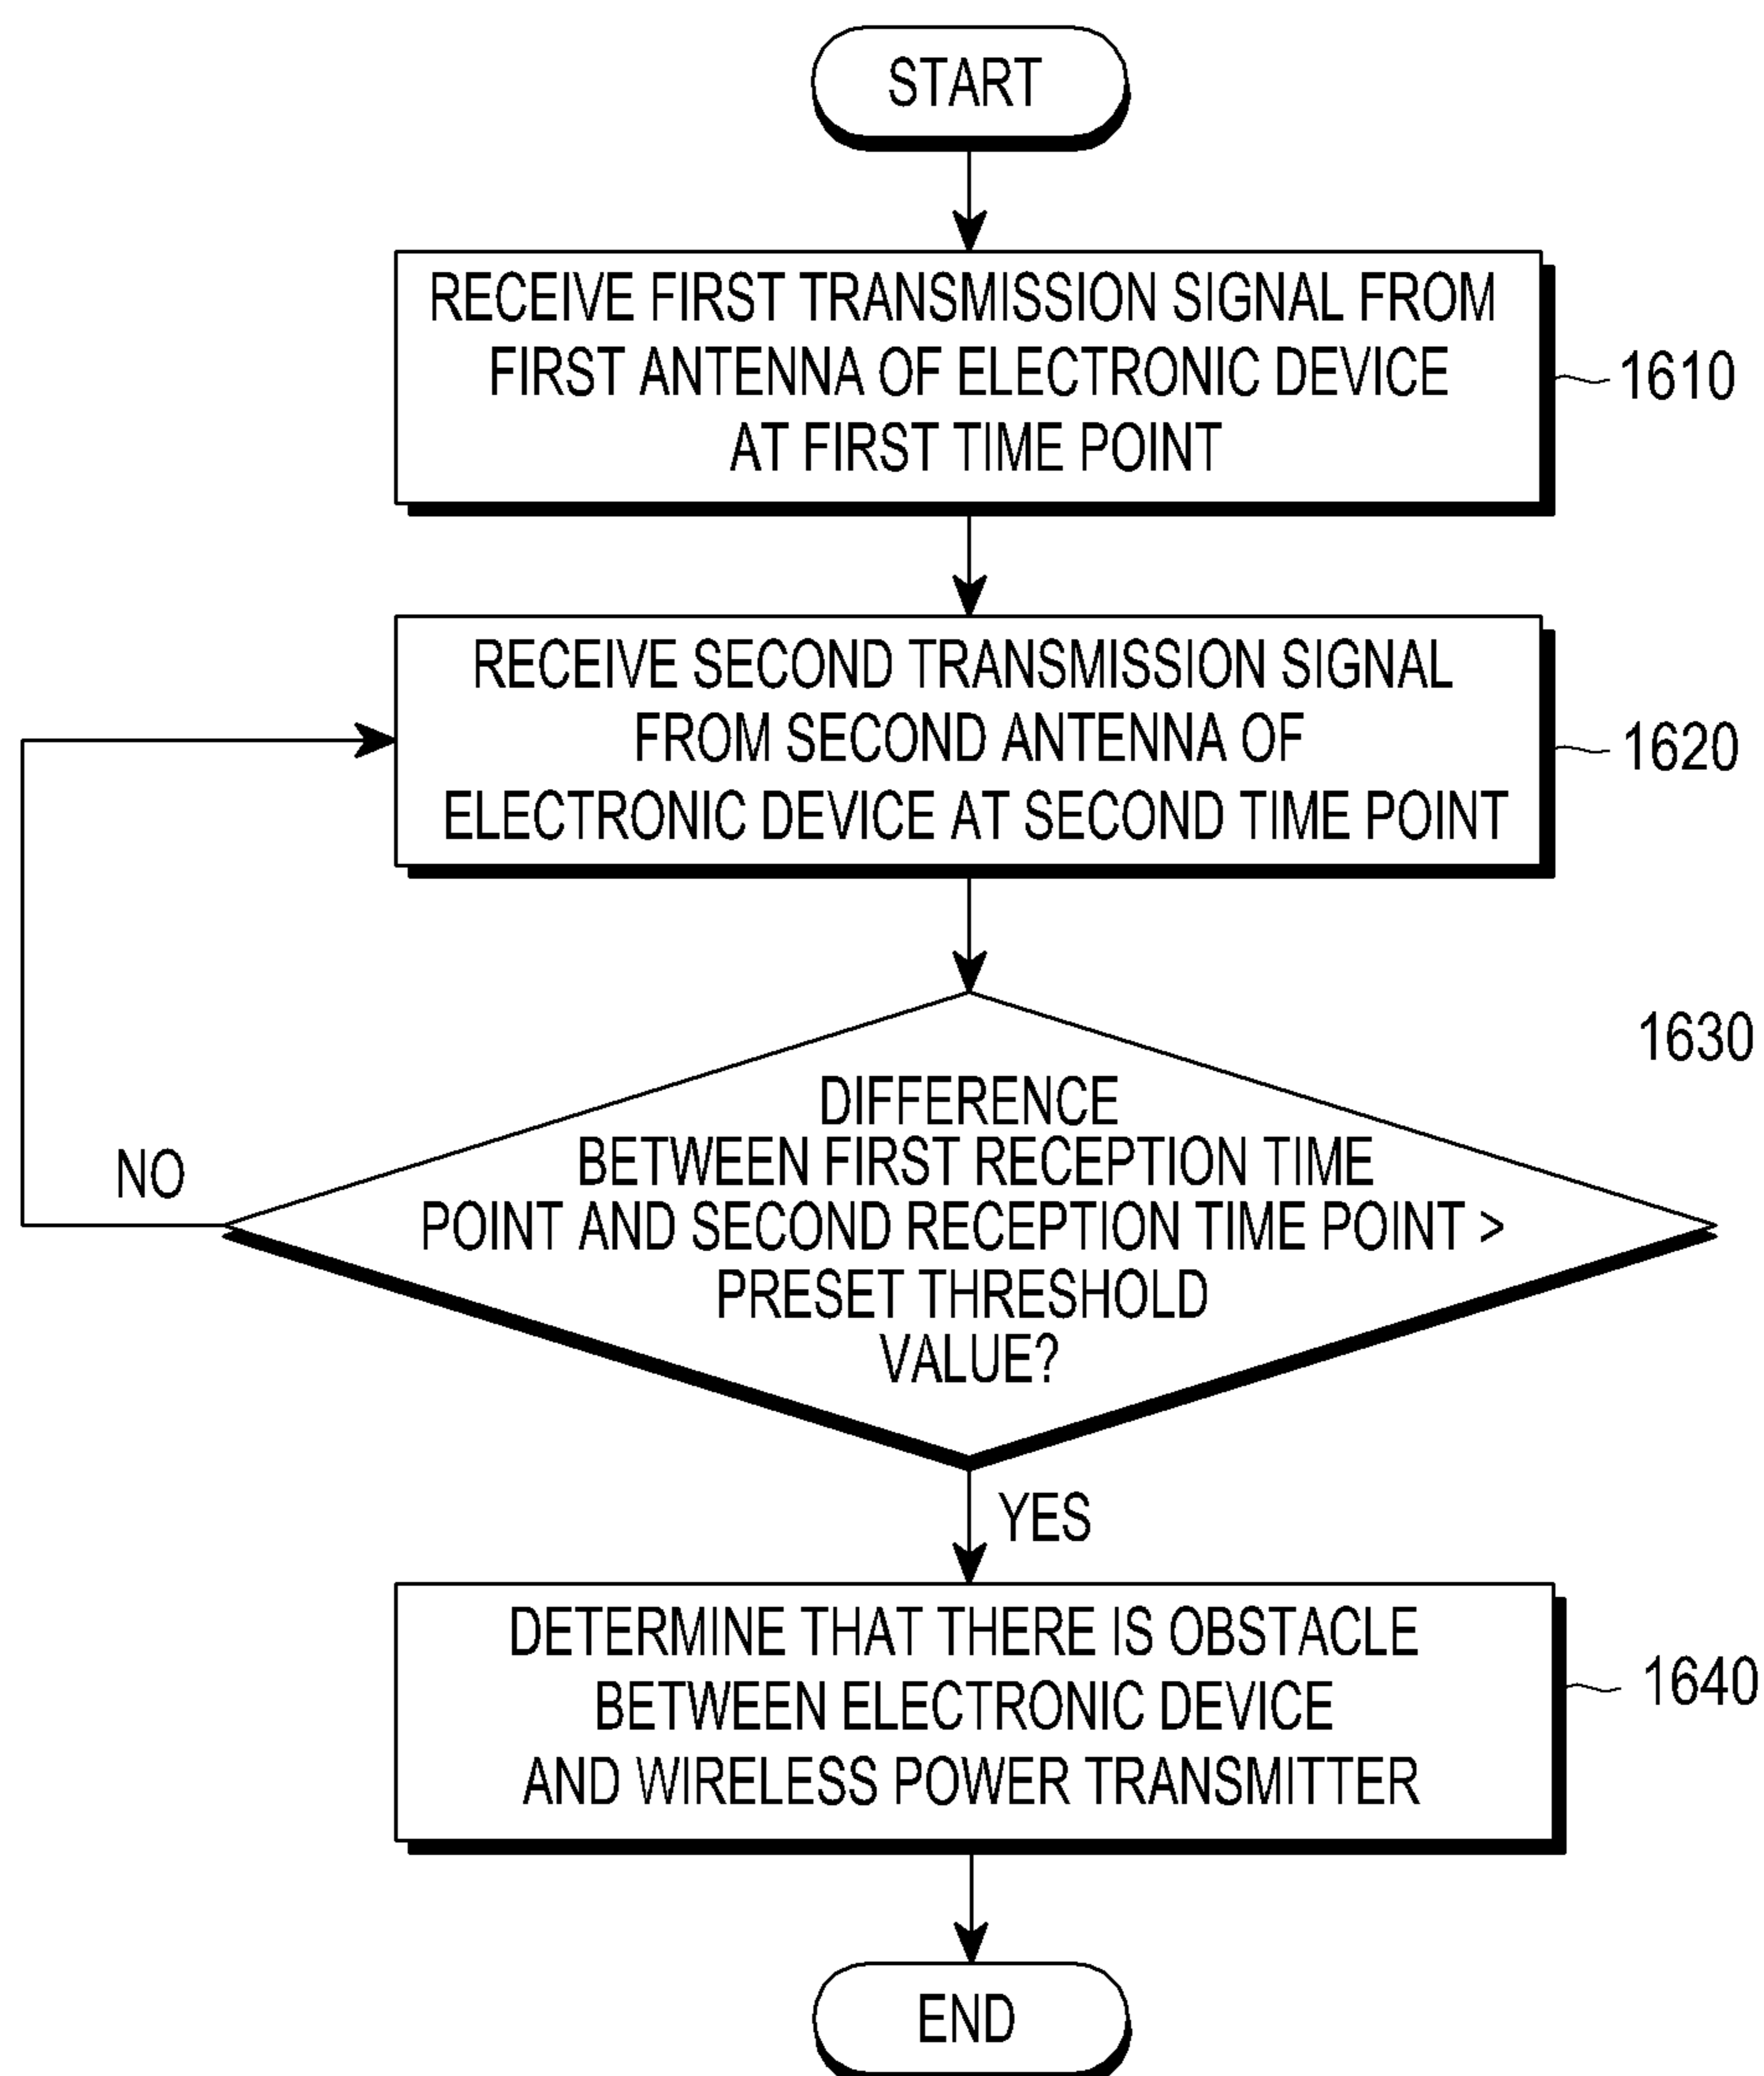 START
RECEIVE FIRST TRANSMISSION SIGNAL FROM
FIRST ANTENNA OF ELECTRONIC DEVICE
AT FIRST TIME POINT
1610
RECEIVE SECOND TRANSMISSION SIGNAL
FROM SECOND ANTENNA OF
ELECTRONIC DEVICE AT SECOND TIME POINT
1620
1630
DIFFERENCE
BETWEEN FIRST RECEPTION TIME
POINT AND SECOND RECEPTION TIME POINT >
PRESET THRESHOLD
VALUE?
NO
YES
DETERMINE THAT THERE IS OBSTACLE
BETWEEN ELECTRONIC DEVICE
AND WIRELESS POWER TRANSMITTER
1640
END